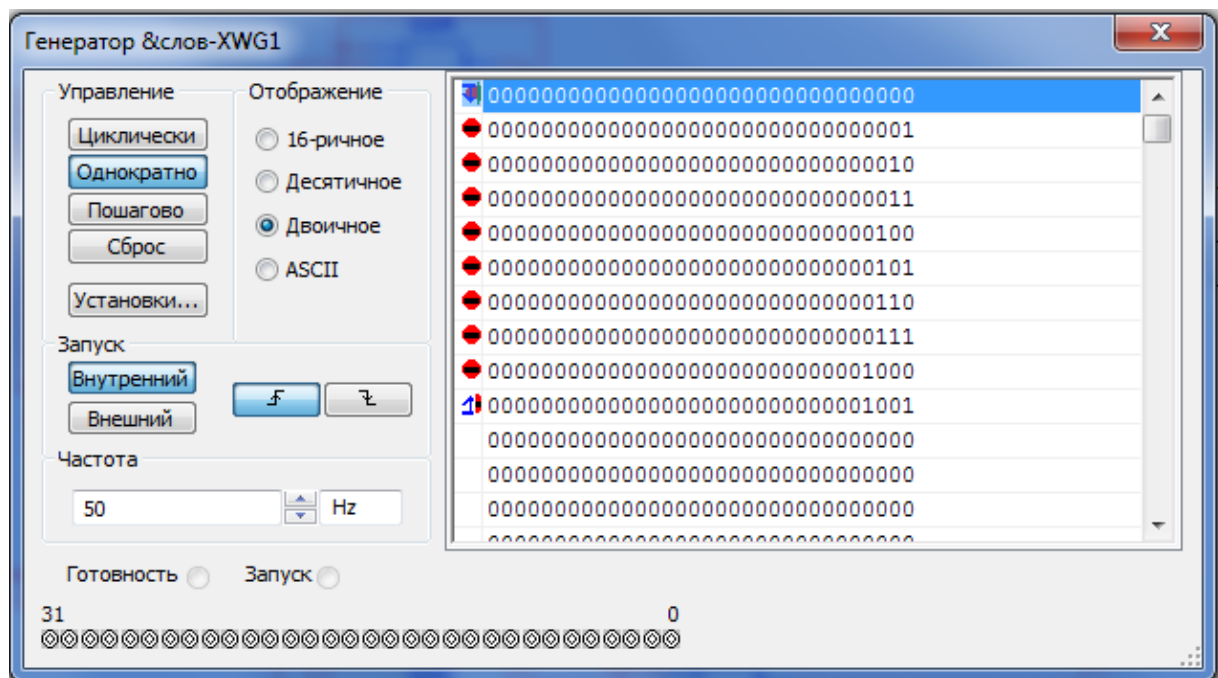 Генератор &слов-XWG1
Управление
Циклически
Однократно
Пошагово
Сброс
Установки...
Отображение
16-ричное
Десятичное
Двоичное
ASCII
Запуск
Внутренний
Внешний
Частота
50
Hz
00000000000000000000000000000000
00000000000000000000000000000001
00000000000000000000000000000010
00000000000000000000000000000011
00000000000000000000000000000100
00000000000000000000000000000101
00000000000000000000000000000110
00000000000000000000000000000111
00000000000000000000000000001000
00000000000000000000000000001001
00000000000000000000000000000000
00000000000000000000000000000000
00000000000000000000000000000000
00000000000000000000000000000000
Готовность
Запуск
31
0